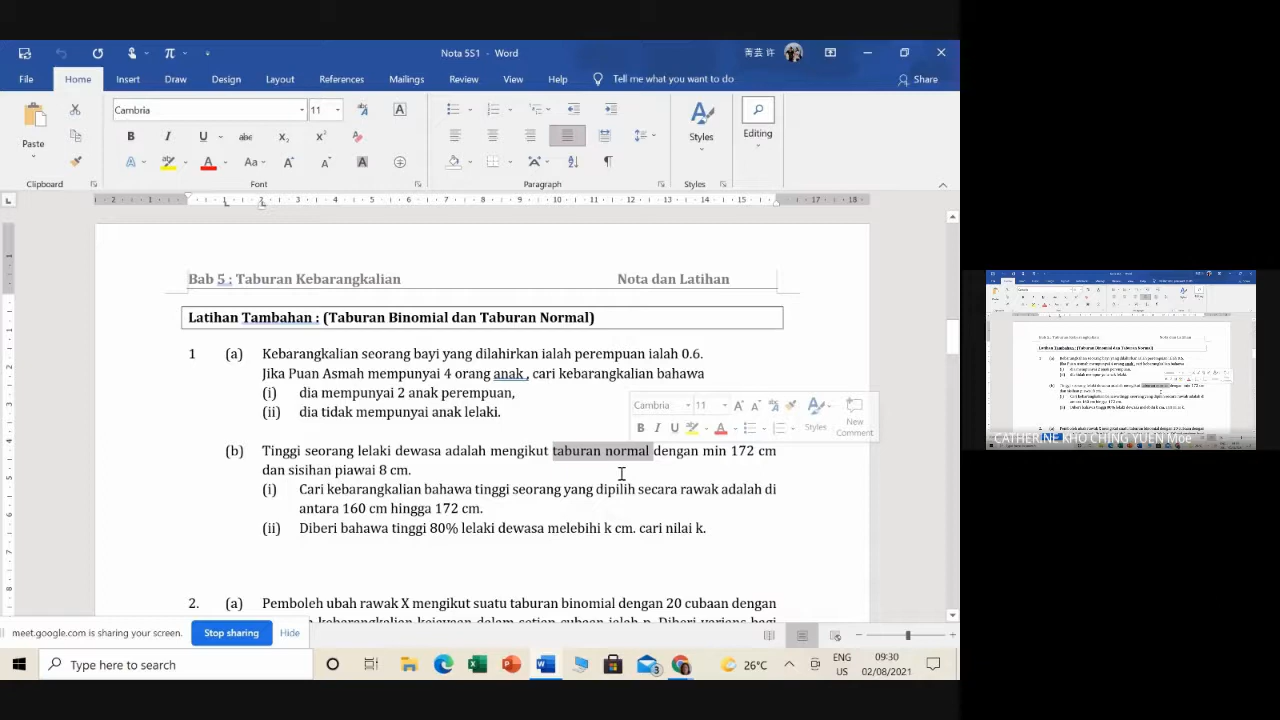 Nota 5S1 - Word
菁芸 许
File Home Insert Draw Design Layout References Mailings Review View Help Tell me what you want to do Share
Cambria 11
Paste
Styles
Editing
Clipboard Font Paragraph Styles
Bab 5 : Taburan Kebarangkalian Nota dan Latihan
Latihan Tambahan : (Taburan Binomial dan Taburan Normal)
1 (a) Kebarangkalian seorang bayi yang dilahirkan ialah perempuan ialah 0.6.
Jika Puan Asmah mempunyai 4 orang anak , cari kebarangkalian bahawa
(i) dia mempunyai 2 anak perempuan,
(ii) dia tidak mempunyai anak lelaki.
Cambria 11
Styles New Comment
(b) Tinggi seorang lelaki dewasa adalah mengikut taburan normal dengan min 172 cm
dan sisihan piawai 8 cm.
(i) Cari kebarangkalian bahawa tinggi seorang yang dipilih secara rawak adalah di
antara 160 cm hingga 172 cm.
(ii) Diberi bahawa tinggi 80% lelaki dewasa melebihi k cm. cari nilai k.
2. (a) Pemboleh ubah rawak X mengikut suatu taburan binomial dengan 20 cubaan dengan
meet.google.com is sharing your screen. Stop sharing Hide
Type here to search
26°C
ENG
US
09:30
02/08/2021
CATHERINE KHO CHING YUEN Moe